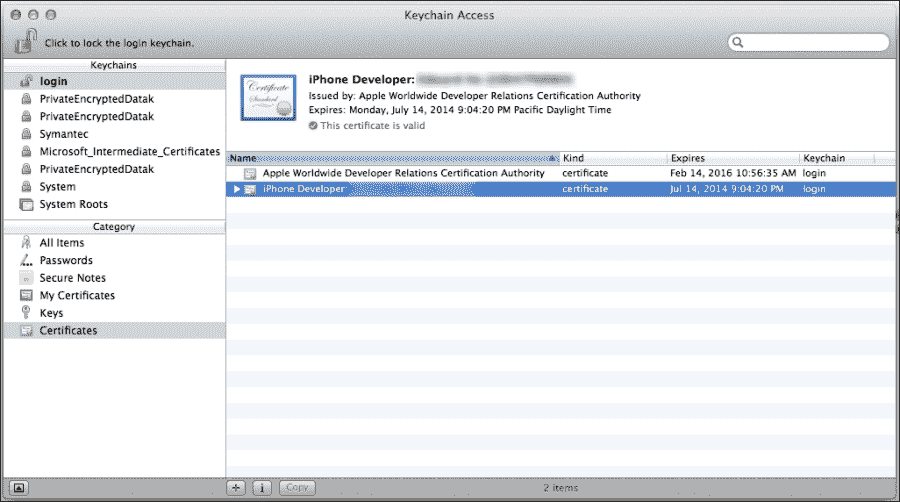 Keychain Access
Click to lock the login keychain.
Keychains
login
PrivateEncryptedDatak
PrivateEncryptedDatak
Symantec
Microsoft_Intermediate_Certificates
PrivateEncryptedDatak
System
System Roots
Category
All Items
Passwords
Secure Notes
My Certificates
Keys
Certificates
Certificate
Standard
iPhone Developer:
Issued by: Apple Worldwide Developer Relations Certification Authority
Expires: Monday, July 14, 2014 9:04:20 PM Pacific Daylight Time
This certificate is valid
Name Kind Expires Keychain
Apple Worldwide Developer Relations Certification Authority certificate Feb 14, 2016 10:56:35 AM login
iPhone Developer: certificate Jul 14, 2014 9:04:20 PM login
+ i Copy 2 items